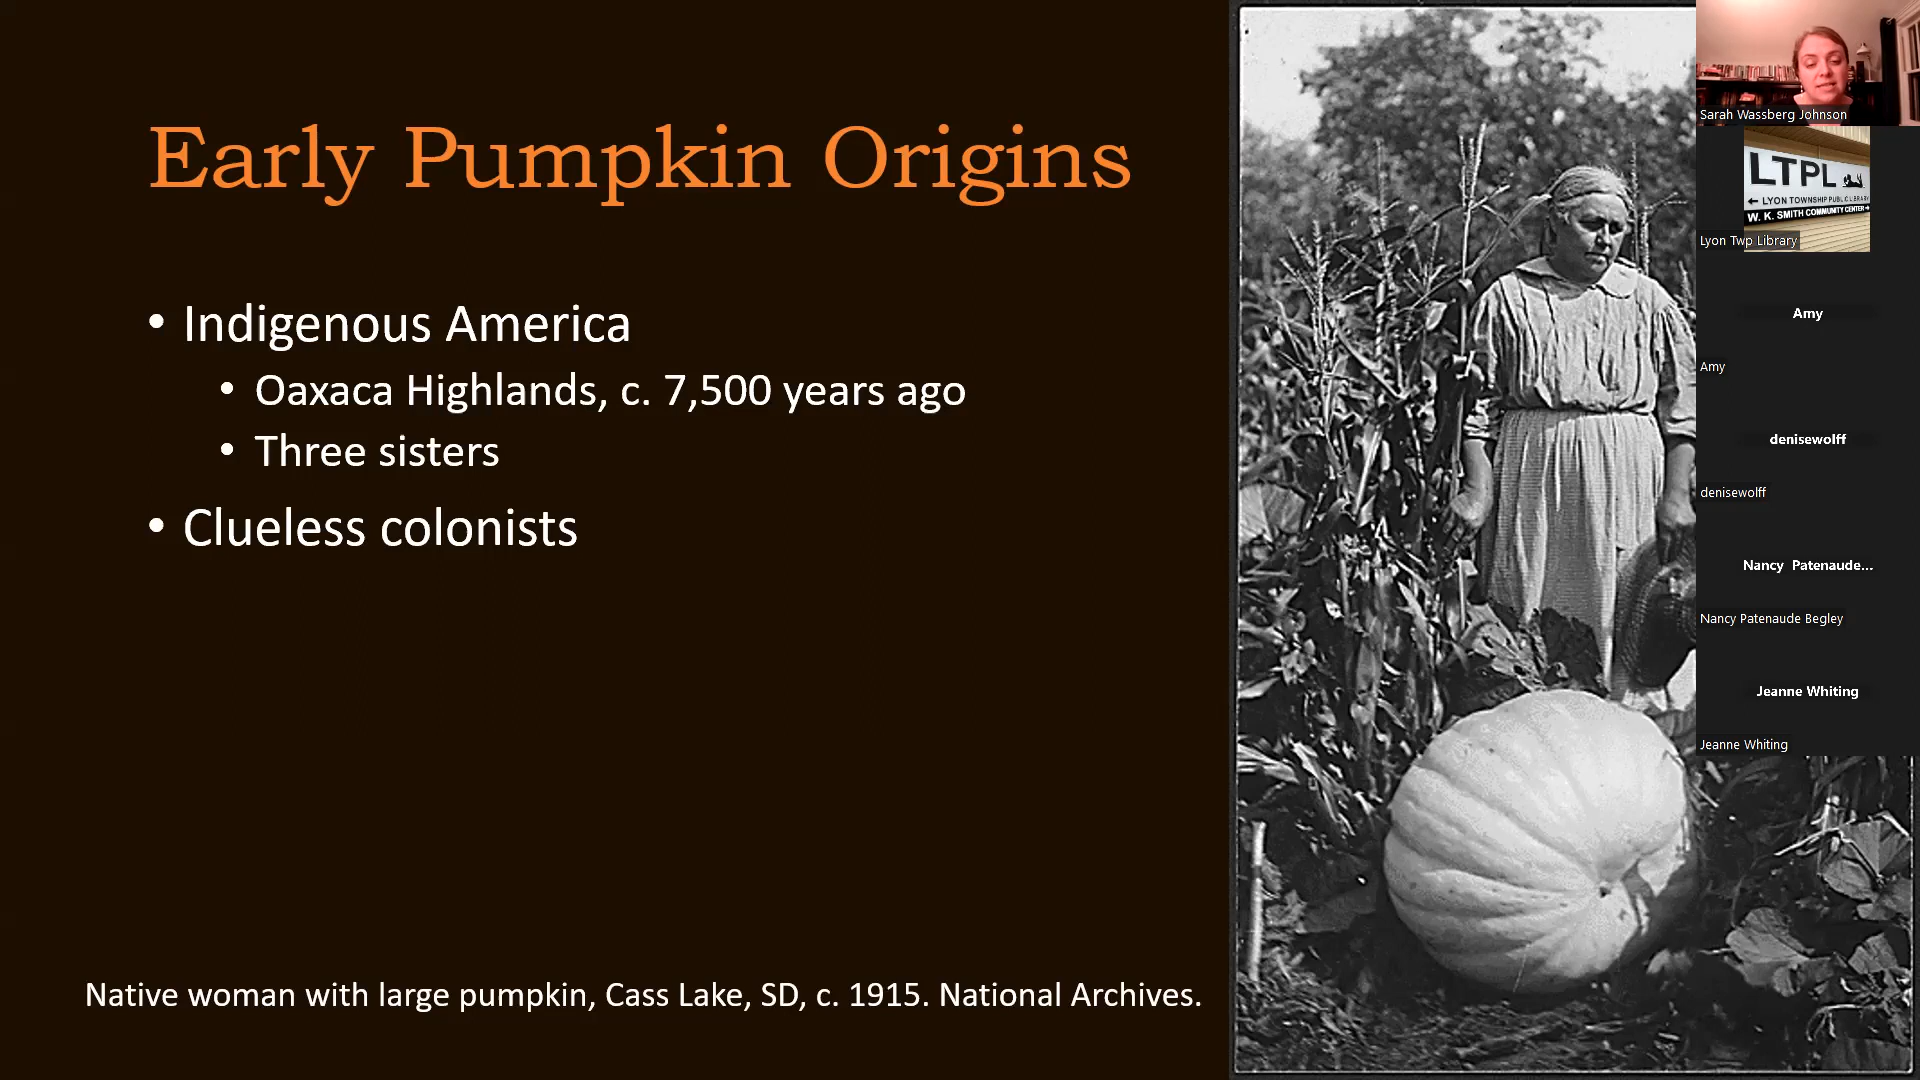 Early Pumpkin Origins
• Indigenous America
• Oaxaca Highlands, c. 7,500 years ago
• Three sisters
• Clueless colonists
Native woman with large pumpkin, Cass Lake, SD, c. 1915. National Archives.
Sarah Wassberg Johnson
LTPL
← LYON TOWNSHIP PUBLIC LIBRARY
W. K. SMITH COMMUNITY CENTER →
Lyon Twp Library
Amy
Amy
denisewolff
denisewolff
Nancy Patenaude...
Nancy Patenaude Begley
Jeanne Whiting
Jeanne Whiting